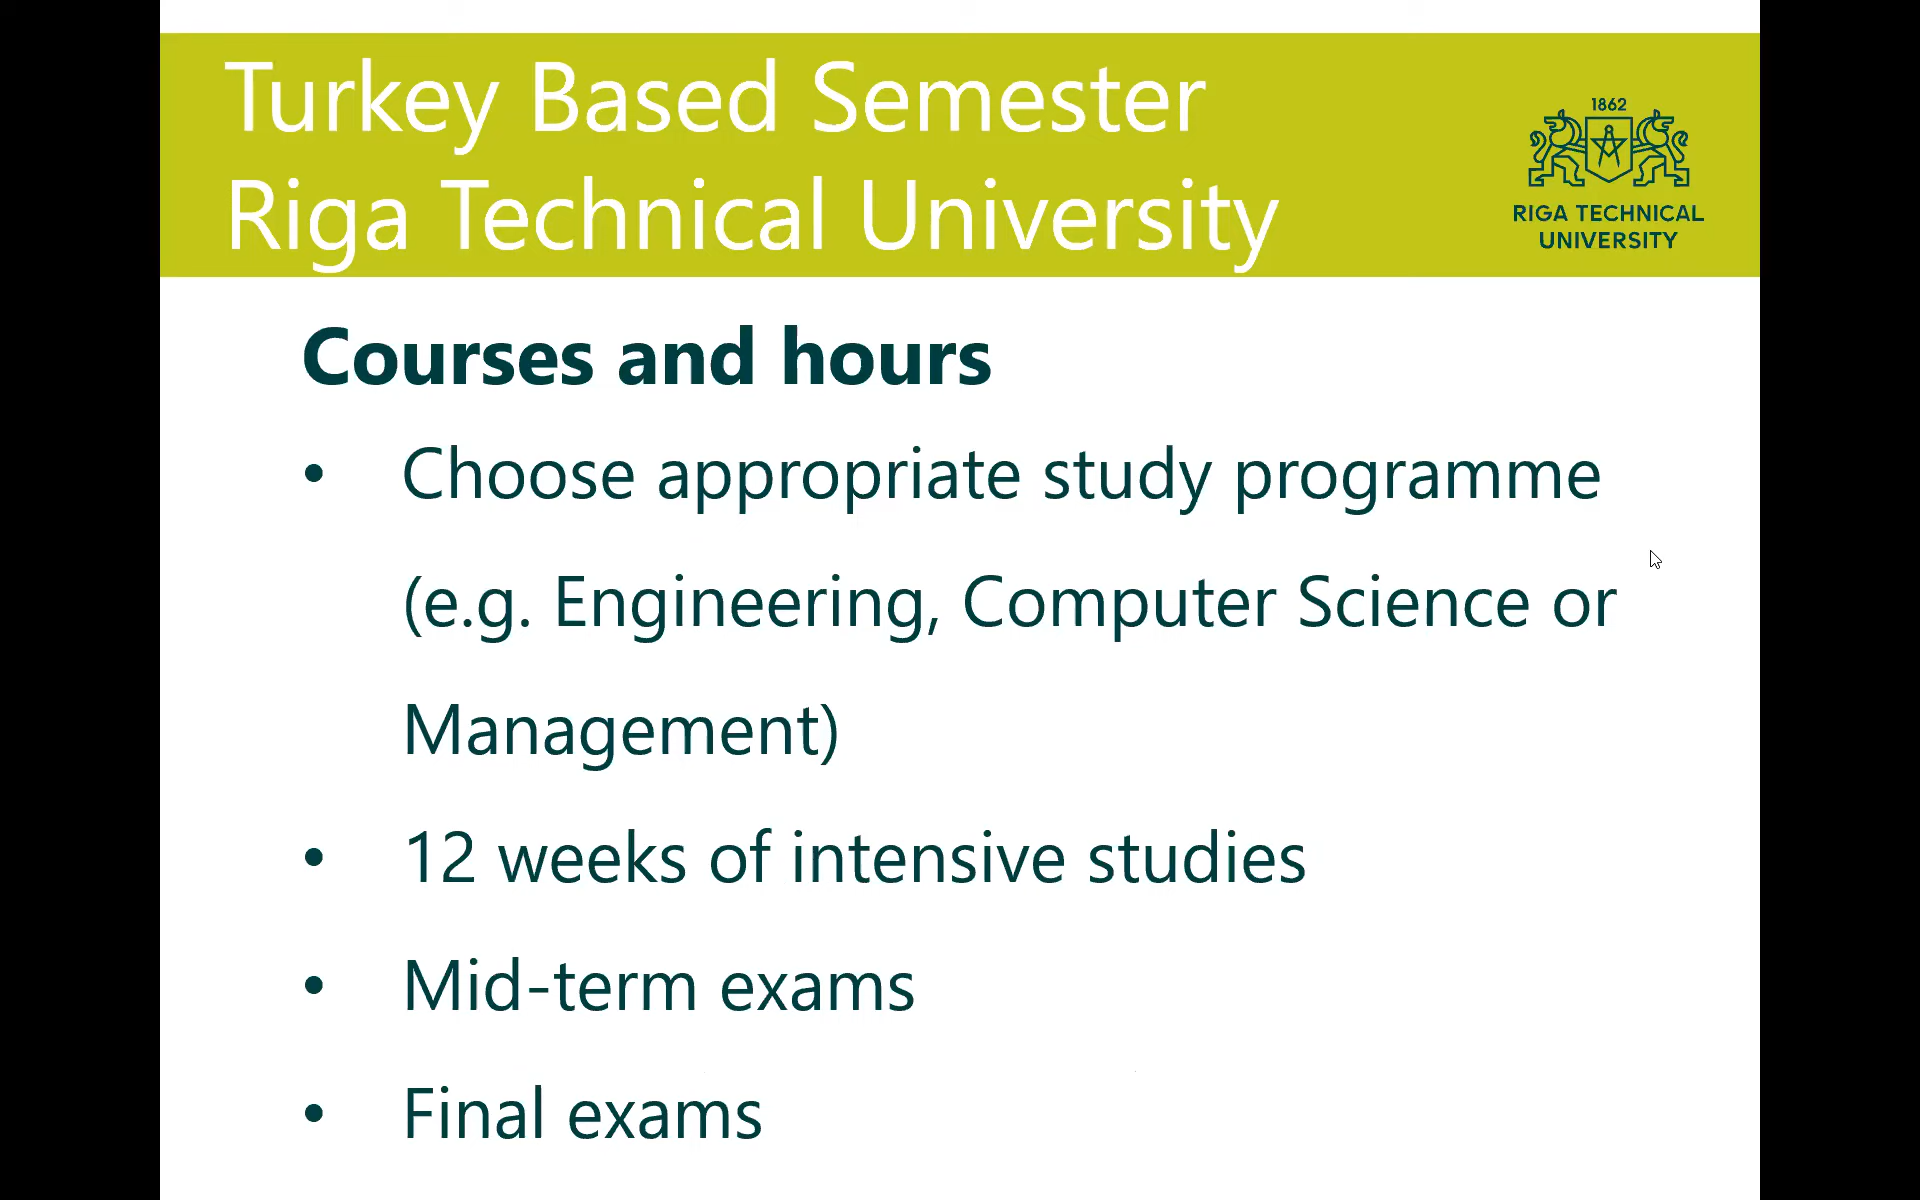 Turkey Based Semester
Riga Technical University
1862
RIGA TECHNICAL
UNIVERSITY
Courses and hours
• Choose appropriate study programme
(e.g. Engineering, Computer Science or
Management)
• 12 weeks of intensive studies
• Mid-term exams
• Final exams